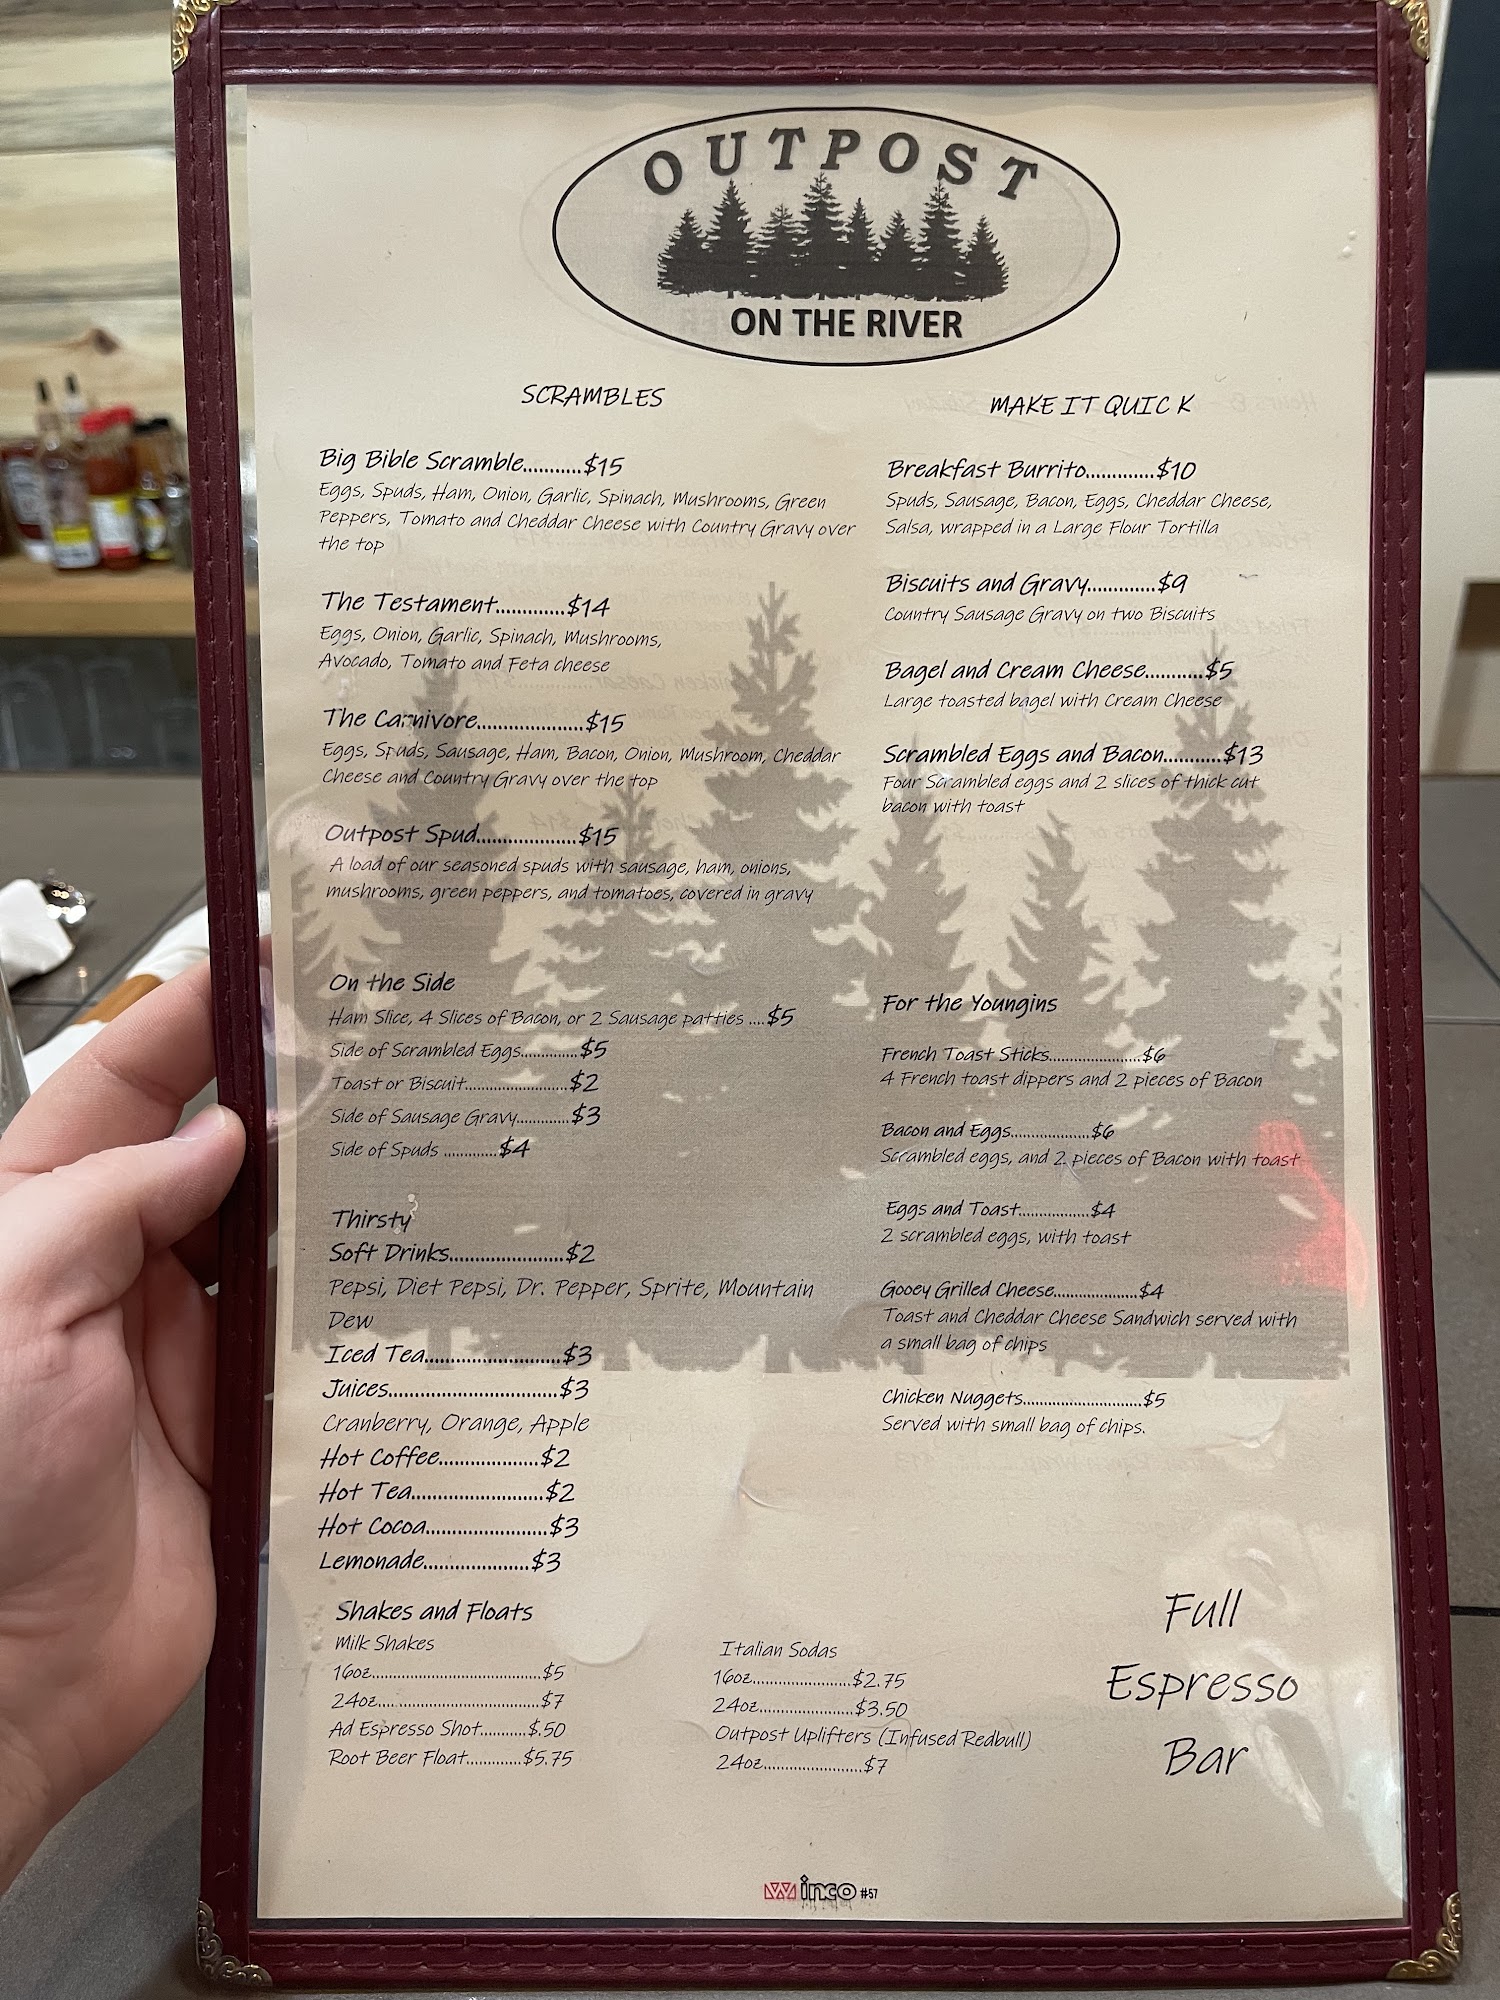 OUTPOST
ON THE RIVER
SCRAMBLES
Big Bible Scramble...........$15
Eggs, Spuds, Ham, Onion, Garlic, Spinach, Mushrooms, Green
Peppers, Tomato and Cheddar Cheese with Country Gravy over
the top
The Testament.............$14
Eggs, Onion, Garlic, Spinach, Mushrooms,
Avocado, Tomato and Feta cheese
The Carnivore....................$15
Eggs, Spuds, Sausage, Ham, Bacon, Onion, Mushroom, Cheddar
Cheese and Country Gravy over the top
Outpost Spud...................$15
A load of our seasoned spuds with sausage, ham, onions,
mushrooms, green peppers, and tomatoes, covered in gravy
On the Side
Ham Slice, 4 Slices of Bacon, or 2 Sausage patties ....$5
Side of Scrambled Eggs..............$5
Toast or Biscuit.........................$2
Side of Sausage Gravy.............$3
Side of Spuds .............$4
Thirsty
Soft Drinks......................$2
Pepsi, Diet Pepsi, Dr. Pepper, Sprite, Mountain
Dew
Iced Tea..........................$3
Juices................................$3
Cranberry, Orange, Apple
Hot Coffee...................$2
Hot Tea.........................$2
Hot Cocoa.......................$3
Lemonade....................$3
Shakes and Floats
Milk Shakes
16oz..........................................$5
24oz.... ...................................$7
Ad Espresso Shot...........$.50
Root Beer Float.............$5.75
MAKE IT QUIC K
Breakfast Burrito.............$10
Spuds, Sausage, Bacon, Eggs, Cheddar Cheese,
Salsa, wrapped in a Large Flour Tortilla
Biscuits and Gravy.............$9
Country Sausage Gravy on two Biscuits
Bagel and Cream Cheese...........$5
Large toasted bagel with Cream Cheese
Scrambled Eggs and Bacon...........$13
Four Scrambled eggs and 2 slices of thick cut
bacon with toast
For the Youngins
French Toast Sticks......................$6
4 French toast dippers and 2 pieces of Bacon
Bacon and Eggs...................$6
Scrambled eggs, and 2 pieces of Bacon with toast
Eggs and Toast.................$4
2 scrambled eggs, with toast
Gooey Grilled Cheese....................$4
Toast and Cheddar Cheese Sandwich served with
a small bag of chips
Chicken Nuggets............................$5
Served with small bag of chips.
Italian Sodas
16oz........................$2.75
24oz.......................$3.50
Outpost Uplifters (Infused Redbull)
24oz........................$7
Full
Espresso
Bar
Winco #57